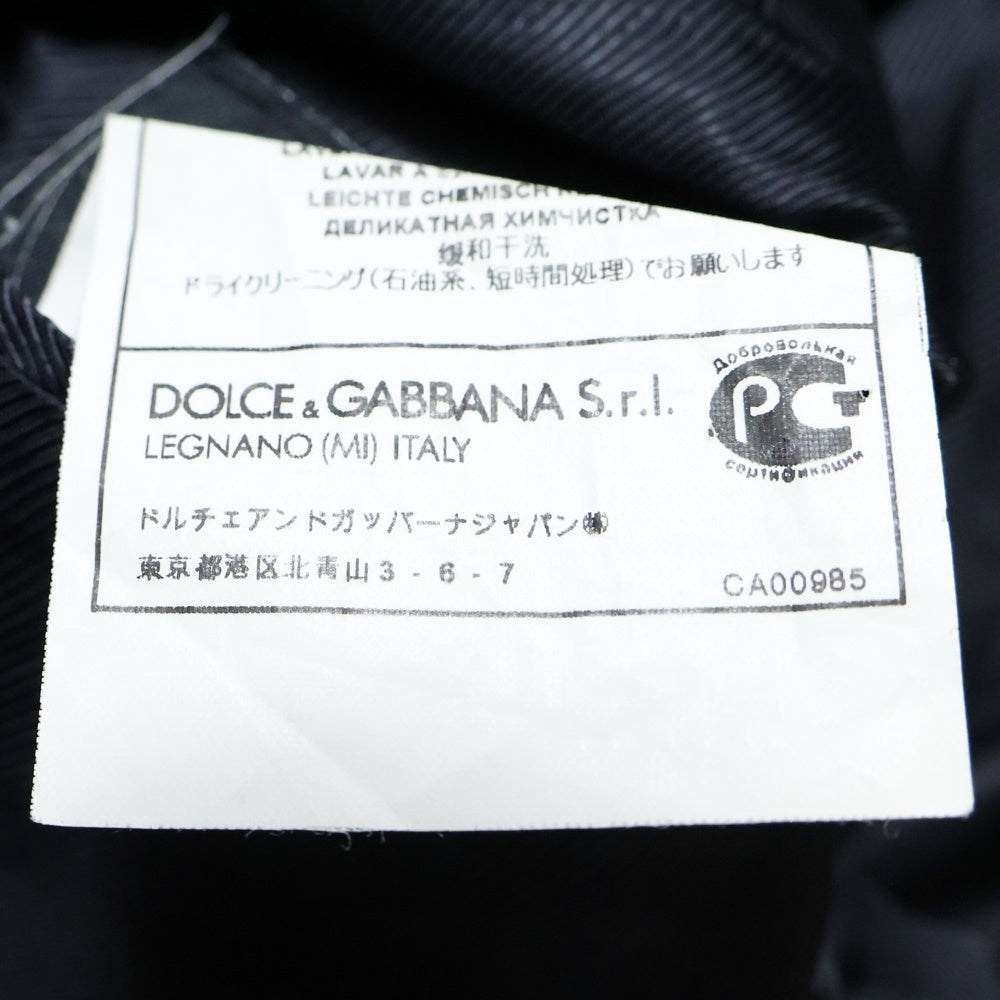 LAVAR A
LEICHTE CHEMISCH
ДЕЛИКАТНАЯ ХИМЧИСТКА
缓和干洗
ドライクリーニング(石油系、短時間処理)でお願いします
DOLCE & GABBANA S.r.l.
LEGNANO (MI) ITALY
Добровольная
РСТ
сертификации
ドルチェアンドガッバーナジャパン㈱
東京都港区北青山3-6-7
CA00985